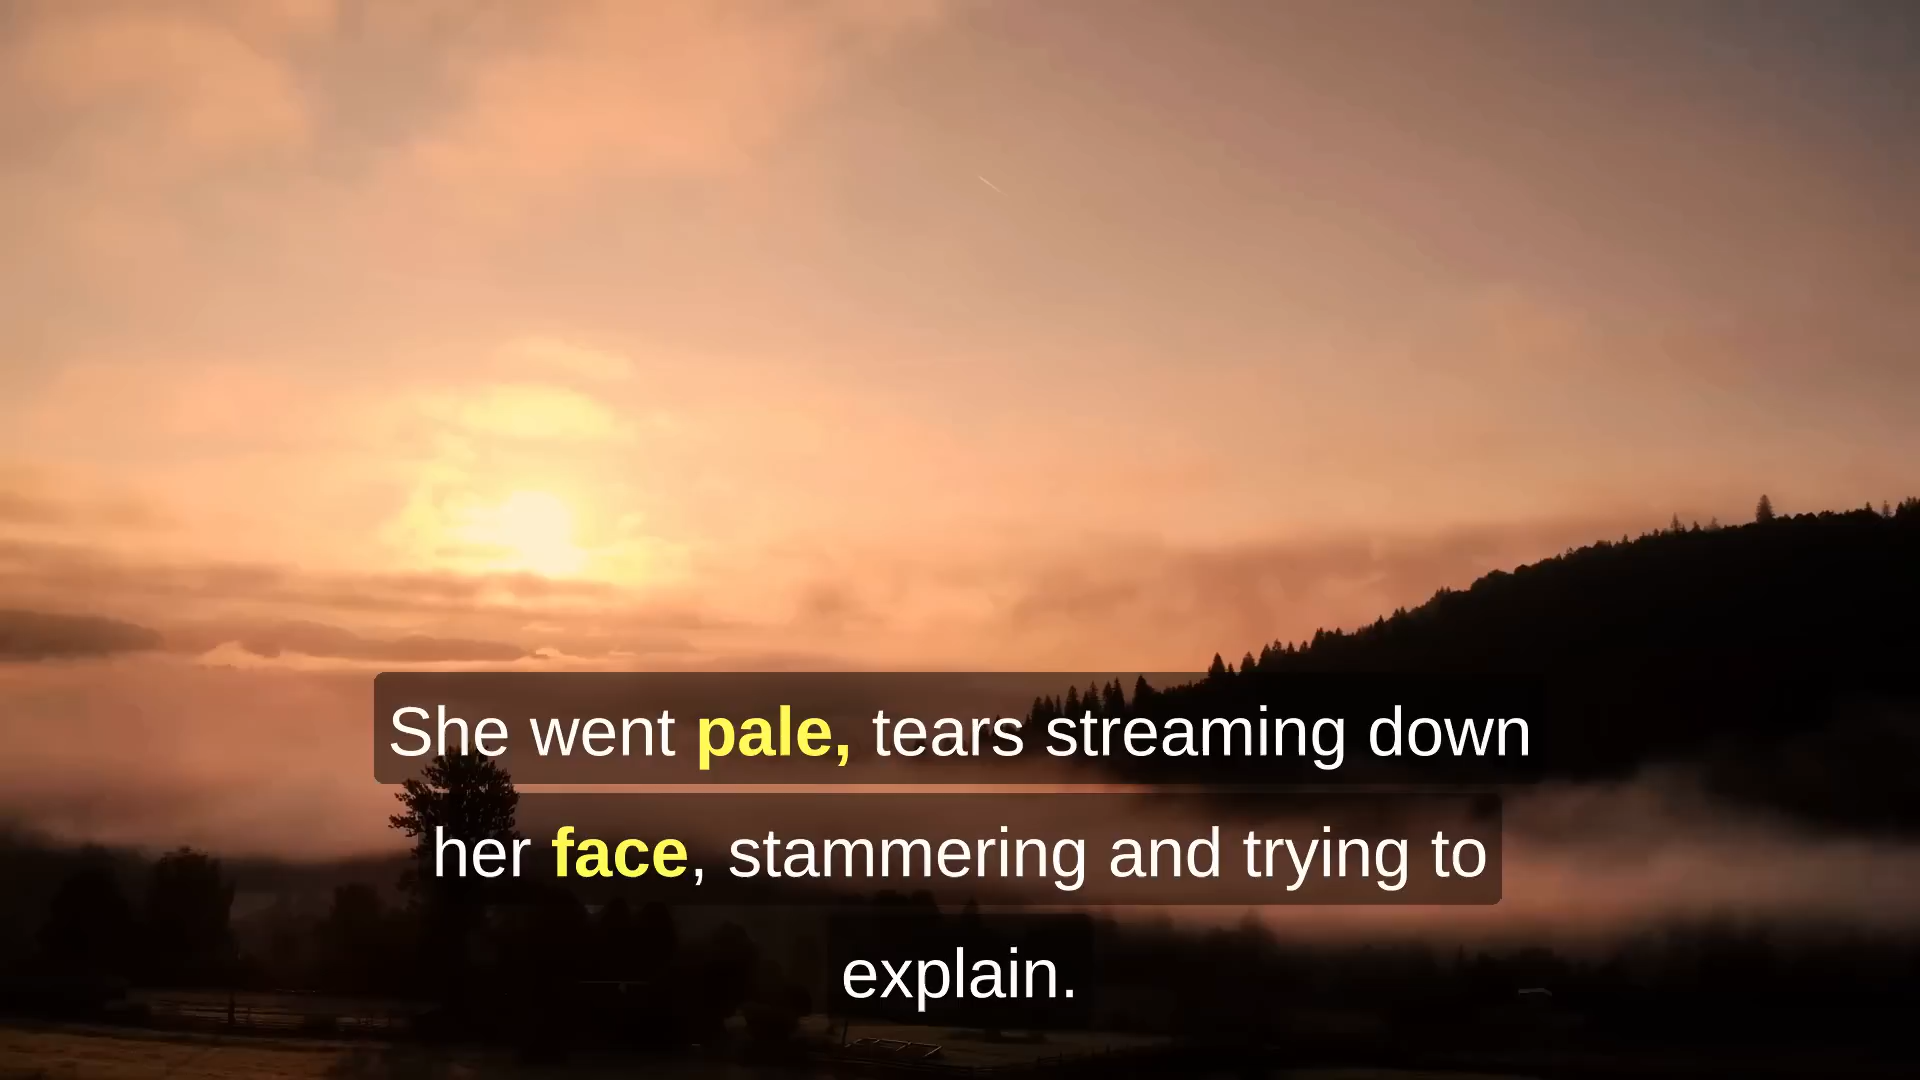 She went pale, tears streaming down
her face, stammering and trying to
explain.